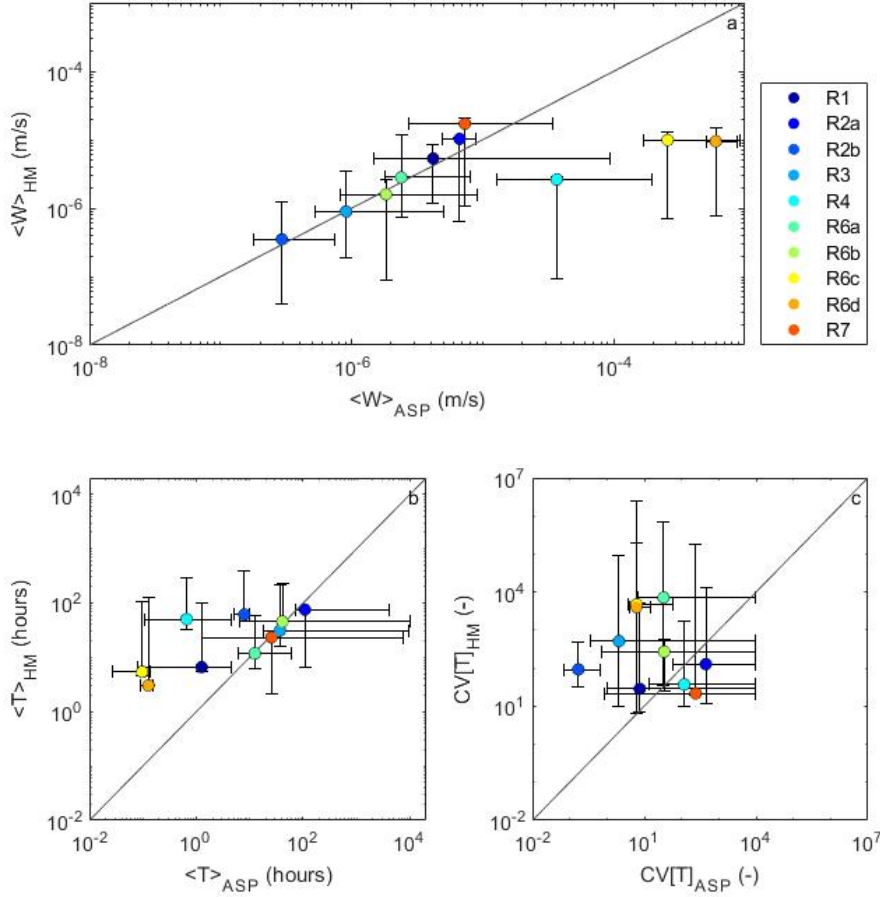 a
10^-4
10^-6
10^-8
<W>_HM (m/s)
10^-8
10^-6
10^-4
<W>_ASP (m/s)
R1
R2a
R2b
R3
R4
R6a
R6b
R6c
R6d
R7
b
10^4
10^2
10^0
10^-2
<T>_HM (hours)
10^-2
10^0
10^2
10^4
<T>_ASP (hours)
c
10^7
10^4
10^1
10^-2
CV[T]_HM (-)
10^-2
10^1
10^4
10^7
CV[T]_ASP (-)